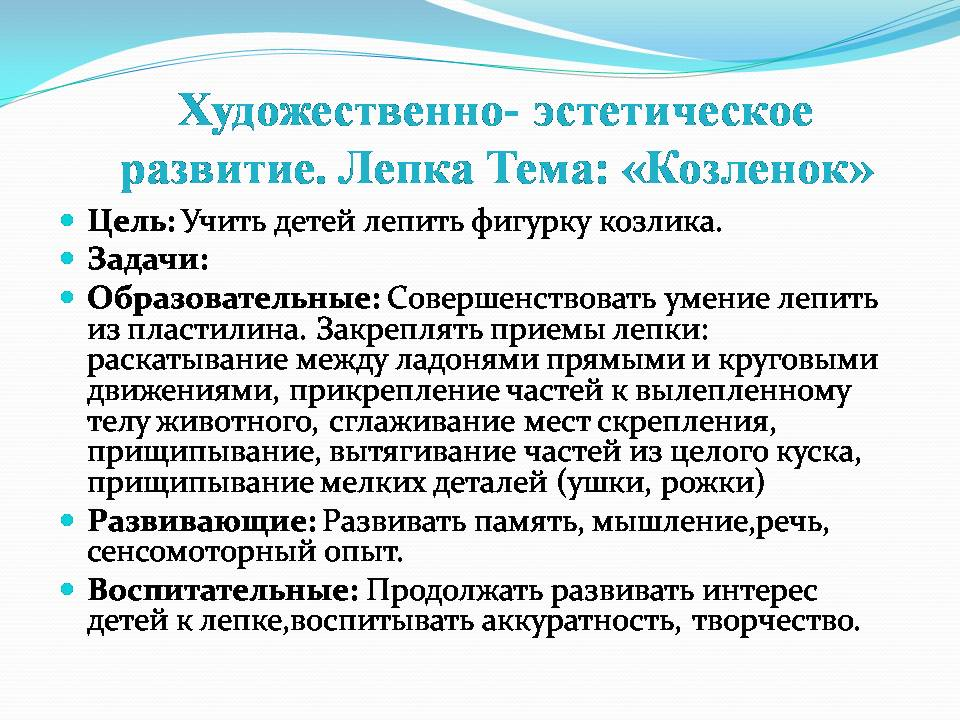 Художественно- эстетическое
развитие. Лепка Тема: «Козленок»
• Цель: Учить детей лепить фигурку козлика.
• Задачи:
• Образовательные: Совершенствовать умение лепить
из пластилина. Закреплять приемы лепки:
раскатывание между ладонями прямыми и круговыми
движениями, прикрепление частей к вылепленному
телу животного, сглаживание мест скрепления,
прищипывание, вытягивание частей из целого куска,
прищипывание мелких деталей (ушки, рожки)
• Развивающие: Развивать память, мышление,речь,
сенсомоторный опыт.
• Воспитательные: Продолжать развивать интерес
детей к лепке,воспитывать аккуратность, творчество.